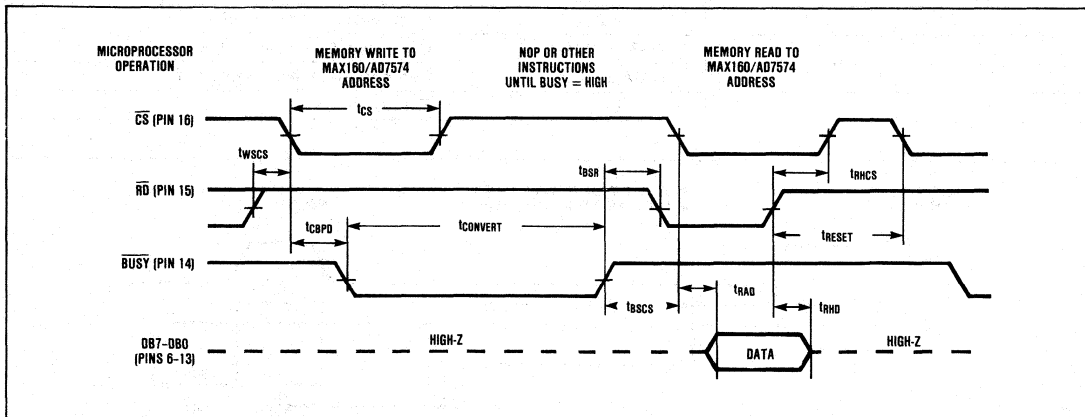 MICROPROCESSOR
OPERATION
MEMORY WRITE TO
MAX160/AD7574
ADDRESS
NOP OR OTHER
INSTRUCTIONS
UNTIL BUSY = HIGH
MEMORY READ TO
MAX160/AD7574
ADDRESS
tCS
CS (PIN 16)
tWSCS
tBSR
tRHCS
RD (PIN 15)
tCBPD
tCONVERT
tRESET
BUSY (PIN 14)
tBSCS
tRAD
tRHD
DB7-DB0
(PINS 6-13)
HIGH-Z
DATA
HIGH-Z